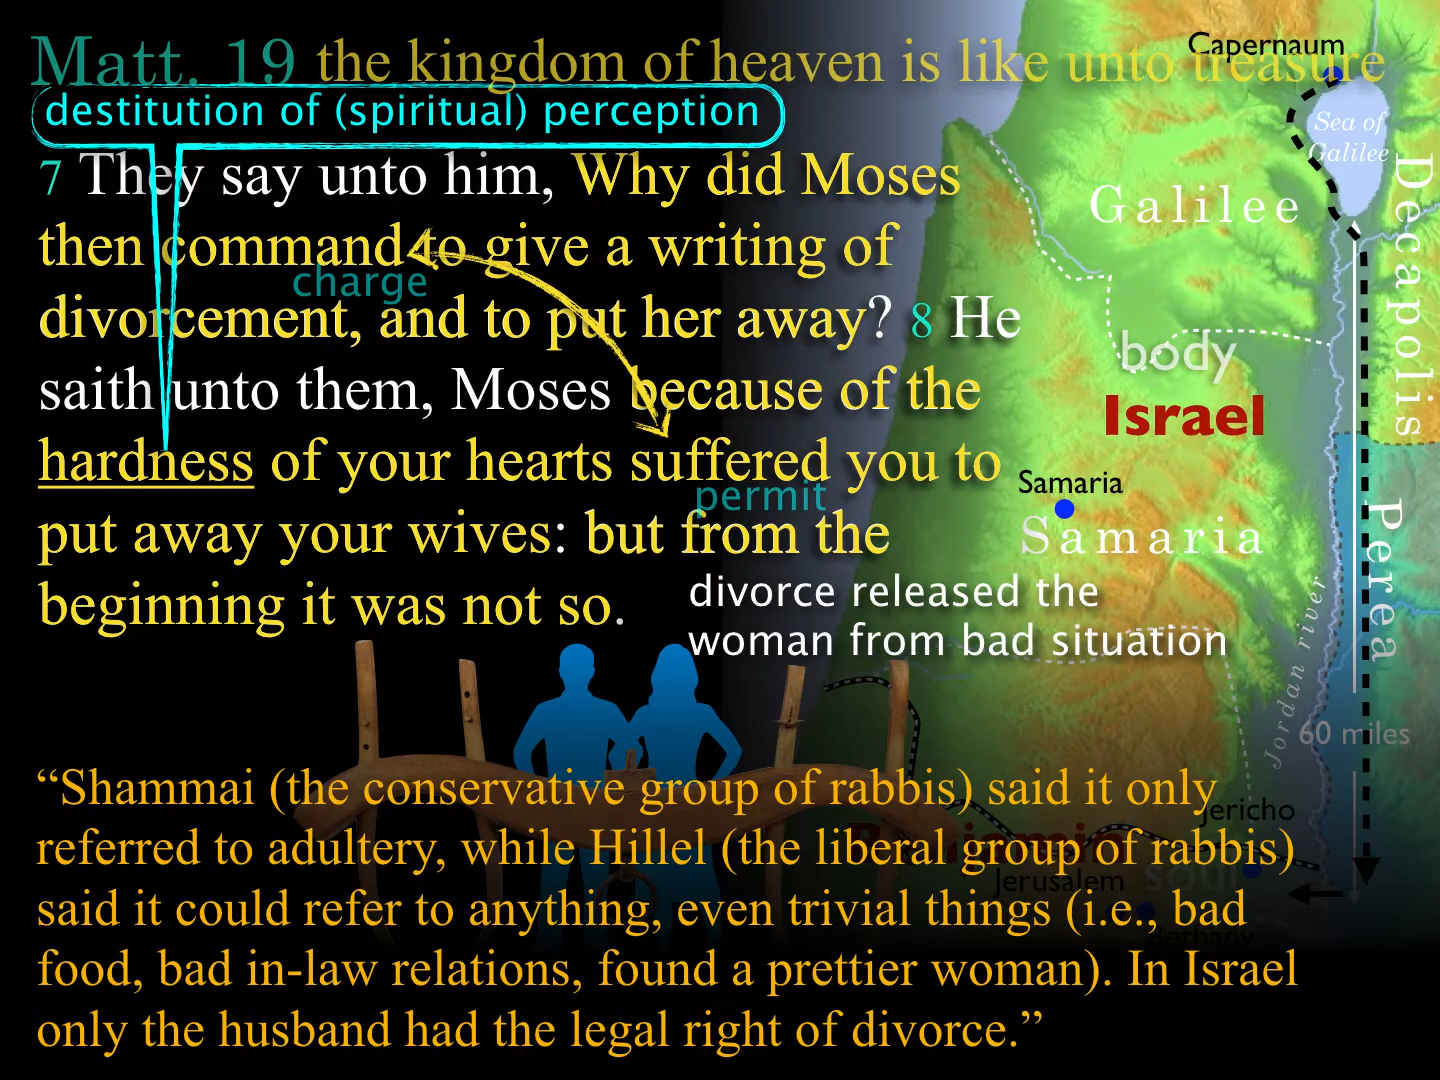 Matt. 19 the kingdom of heaven is like unto treasure
destitution of (spiritual) perception
7 They say unto him, Why did Moses
then command to give a writing of
charge
divorcement, and to put her away? 8 He
saith unto them, Moses because of the
hardness of your hearts suffered you to
permit
put away your wives: but from the
beginning it was not so.
divorce released the
woman from bad situation
“Shammai (the conservative group of rabbis) said it only
referred to adultery, while Hillel (the liberal group of rabbis)
said it could refer to anything, even trivial things (i.e., bad
food, bad in-law relations, found a prettier woman). In Israel
only the husband had the legal right of divorce.”
Capernaum
Sea of
Galilee
Galilee
Decapolis
body
Israel
Samaria
Samaria
Perea
Jordan river
60 miles
Jericho
Benjamin
Jerusalem
soul
Bethany